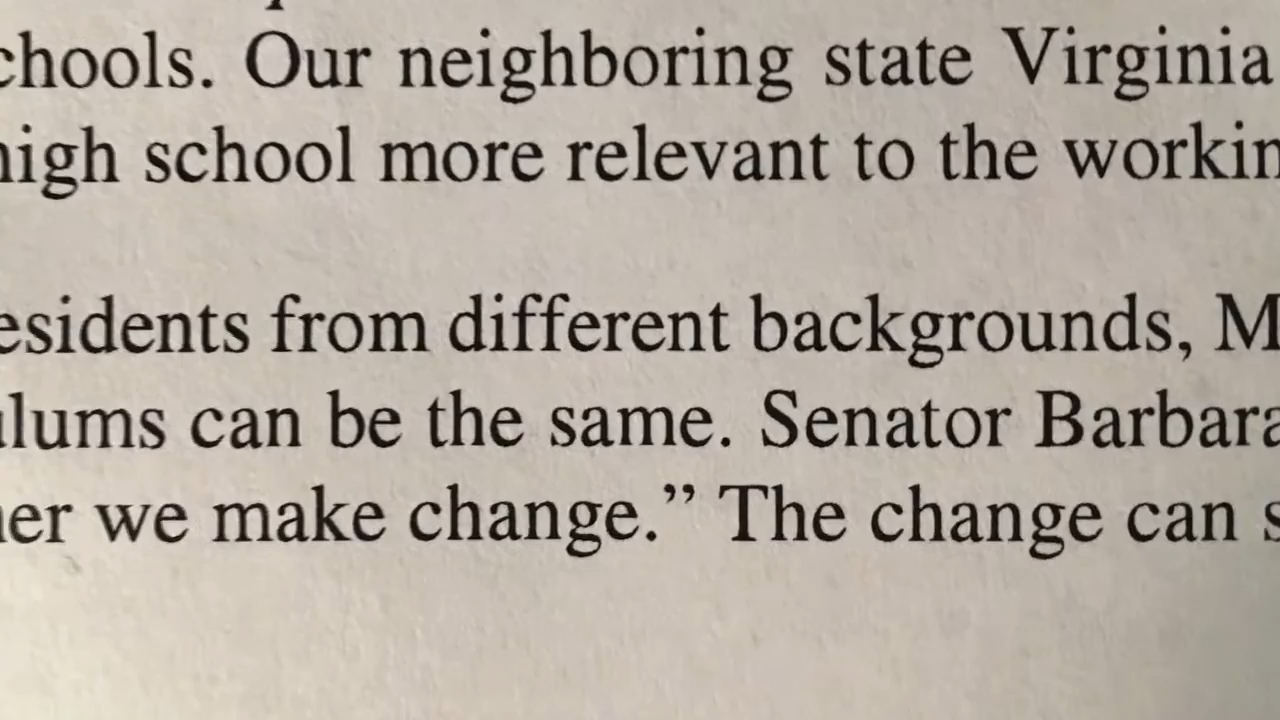 chools. Our neighboring state Virginia
high school more relevant to the workin
esidents from different backgrounds, M
ulums can be the same. Senator Barbara
her we make change.” The change can s